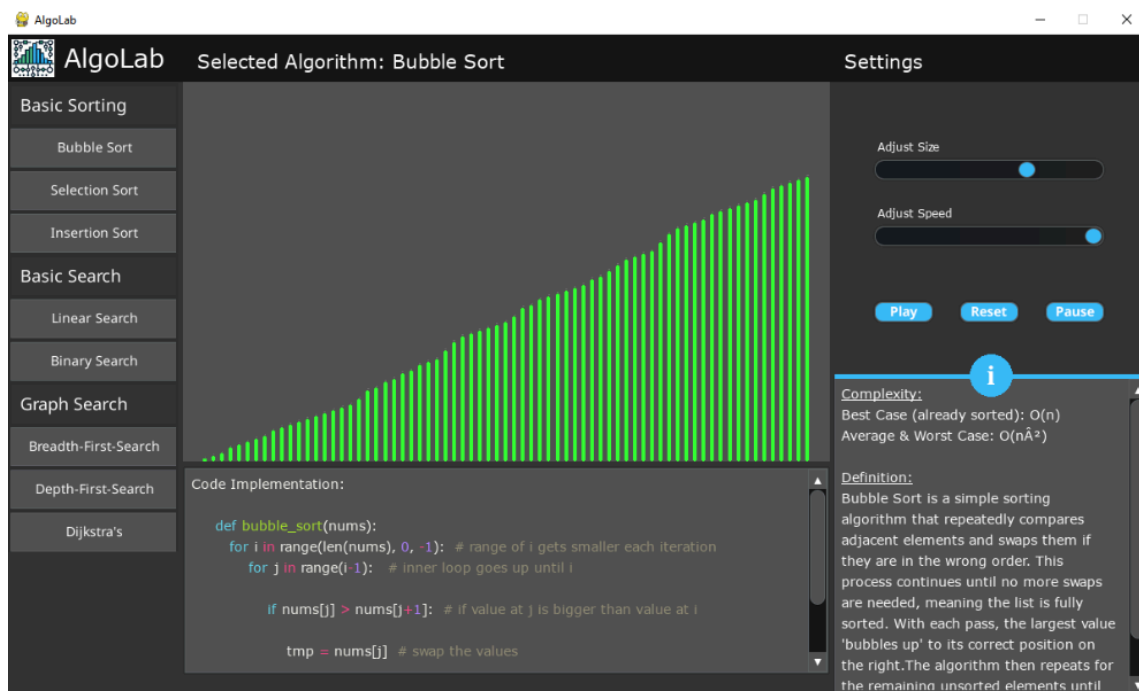 AlgoLab
AlgoLab
Selected Algorithm: Bubble Sort
Settings
Basic Sorting
Bubble Sort
Selection Sort
Insertion Sort
Basic Search
Linear Search
Binary Search
Graph Search
Breadth-First-Search
Depth-First-Search
Dijkstra's
Code Implementation:
def bubble_sort(nums):
for i in range(len(nums), 0, -1): # range of i gets smaller each iteration
for j in range(i-1): # inner loop goes up until i
if nums[j] > nums[j+1]: # if value at j is bigger than value at i
tmp = nums[j] # swap the values
Adjust Size
Adjust Speed
Play Reset Pause
i
Complexity:
Best Case (already sorted): O(n)
Average & Worst Case: O(nÂ²)
Definition:
Bubble Sort is a simple sorting
algorithm that repeatedly compares
adjacent elements and swaps them if
they are in the wrong order. This
process continues until no more swaps
are needed, meaning the list is fully
sorted. With each pass, the largest value
'bubbles up' to its correct position on
the right.The algorithm then repeats for
the remaining unsorted elements until